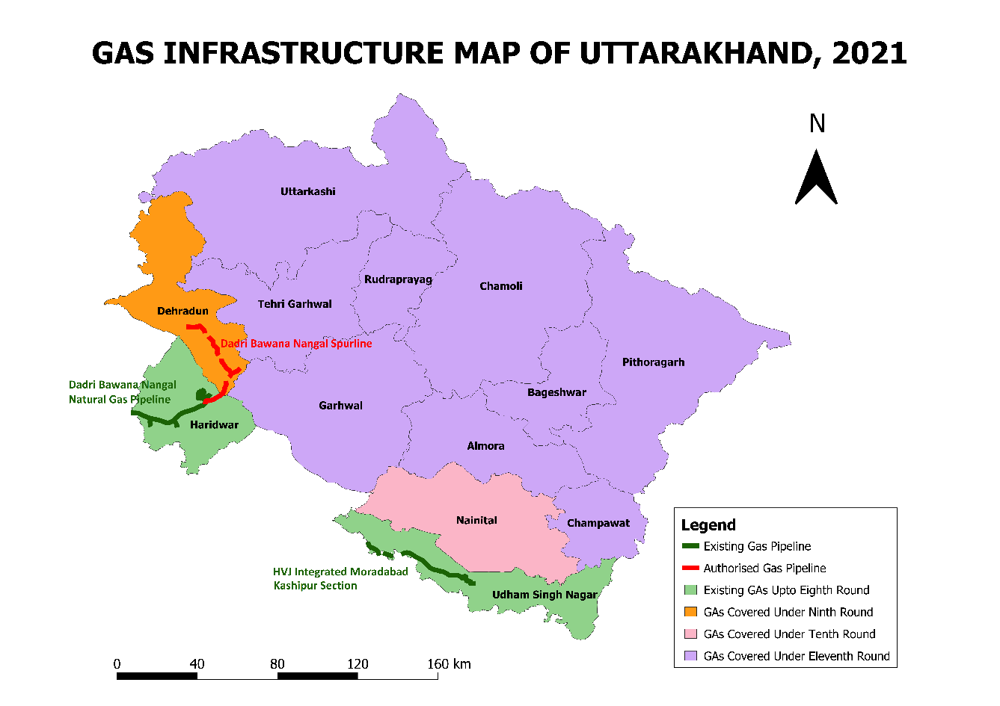 GAS INFRASTRUCTURE MAP OF UTTARAKHAND, 2021
N
Uttarkashi
Rudraprayag
Chamoli
Tehri Garhwal
Dehradun
Dadri Bawana Nangal Spurline
Pithoragarh
Dadri Bawana Nangal
Natural Gas Pipeline
Bageshwar
Garhwal
Haridwar
Almora
Nainital
Champawat
HVJ Integrated Moradabad
Kashipur Section
Udham Singh Nagar
Legend
Existing Gas Pipeline
Authorised Gas Pipeline
Existing GAs Upto Eighth Round
GAs Covered Under Ninth Round
GAs Covered Under Tenth Round
GAs Covered Under Eleventh Round
0 40 80 120 160 km